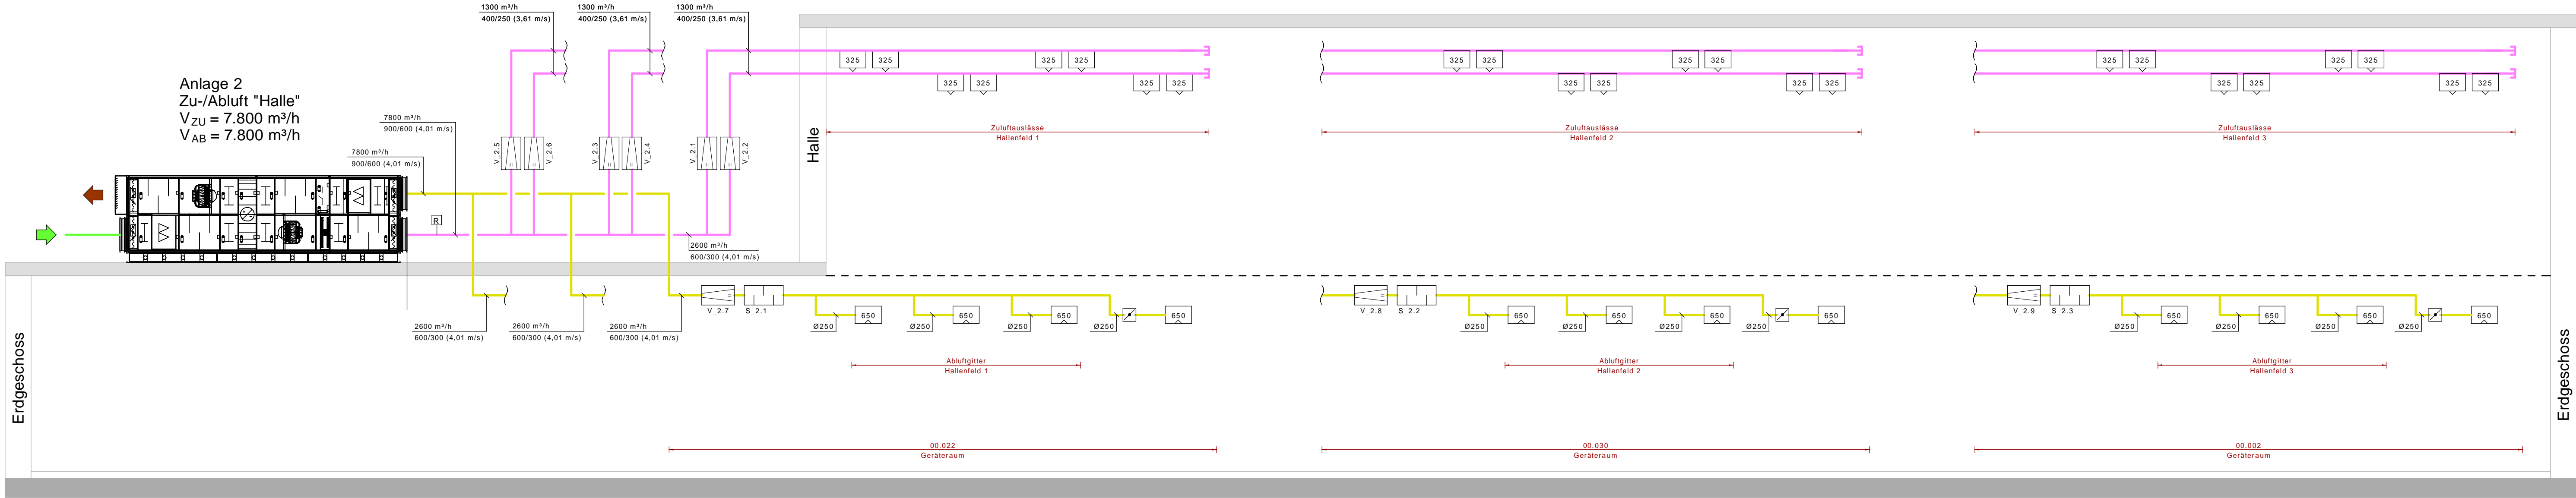 Anlage 2
Zu-/Abluft "Halle"
VZU = 7.800 m³/h
VAB = 7.800 m³/h
7800 m³/h
900/600 (4,01 m/s)
7800 m³/h
900/600 (4,01 m/s)
1300 m³/h
400/250 (3,61 m/s)
1300 m³/h
400/250 (3,61 m/s)
1300 m³/h
400/250 (3,61 m/s)
V_2.5
V_2.6
V_2.3
V_2.4
V_2.1
V_2.2
R
2600 m³/h
600/300 (4,01 m/s)
Halle
325 325 325 325
325 325 325 325
Zuluftauslässe
Hallenfeld 1
325 325 325 325
325 325 325 325
Zuluftauslässe
Hallenfeld 2
325 325 325 325
325 325 325 325
Zuluftauslässe
Hallenfeld 3
Erdgeschoss
2600 m³/h
600/300 (4,01 m/s)
2600 m³/h
600/300 (4,01 m/s)
2600 m³/h
600/300 (4,01 m/s)
V_2.7
S_2.1
650 650 650 650
Ø250 Ø250 Ø250 Ø250
Abluftgitter
Hallenfeld 1
00.022
Geräteraum
V_2.8
S_2.2
650 650 650 650
Ø250 Ø250 Ø250 Ø250
Abluftgitter
Hallenfeld 2
00.030
Geräteraum
V_2.9
S_2.3
650 650 650 650
Ø250 Ø250 Ø250 Ø250
Abluftgitter
Hallenfeld 3
00.002
Geräteraum
Erdgeschoss